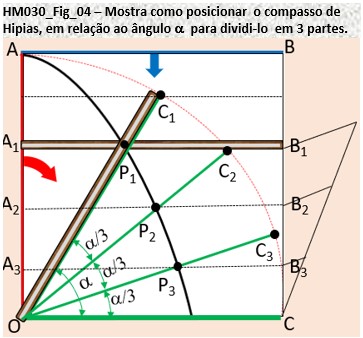 HM030_Fig_04 – Mostra como posicionar o compasso de
Hipias, em relação ao ângulo α para dividi-lo em 3 partes.
A
B
C₁
A₁
B₁
P₁
C₂
A₂
P₂
B₂
C₃
α/3
A₃
α
α/3
P₃
B₃
α/3
O
C